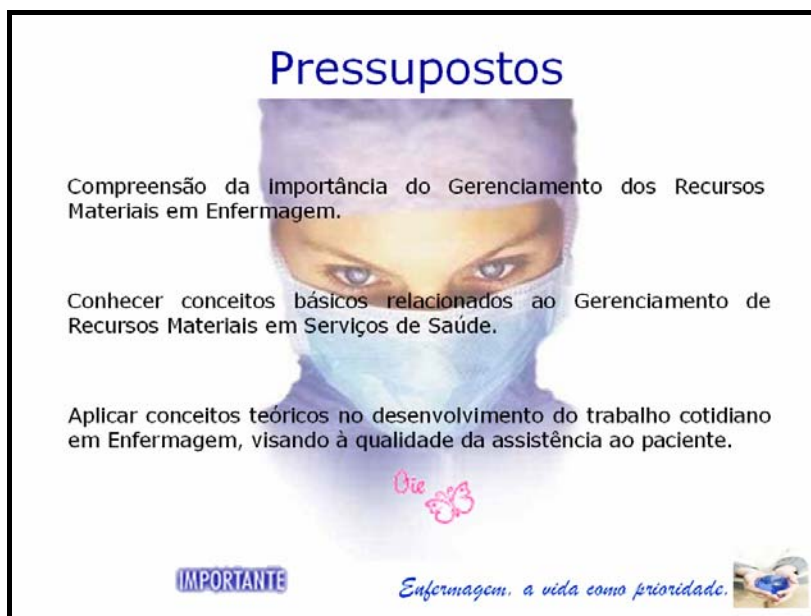 Pressupostos
Compreensão da importância do Gerenciamento dos Recursos
Materiais em Enfermagem.
Conhecer conceitos básicos relacionados ao Gerenciamento de
Recursos Materiais em Serviços de Saúde.
Aplicar conceitos teóricos no desenvolvimento do trabalho cotidiano
em Enfermagem, visando à qualidade da assistência ao paciente.
Oie
IMPORTANTE
Enfermagem, a vida como prioridade.